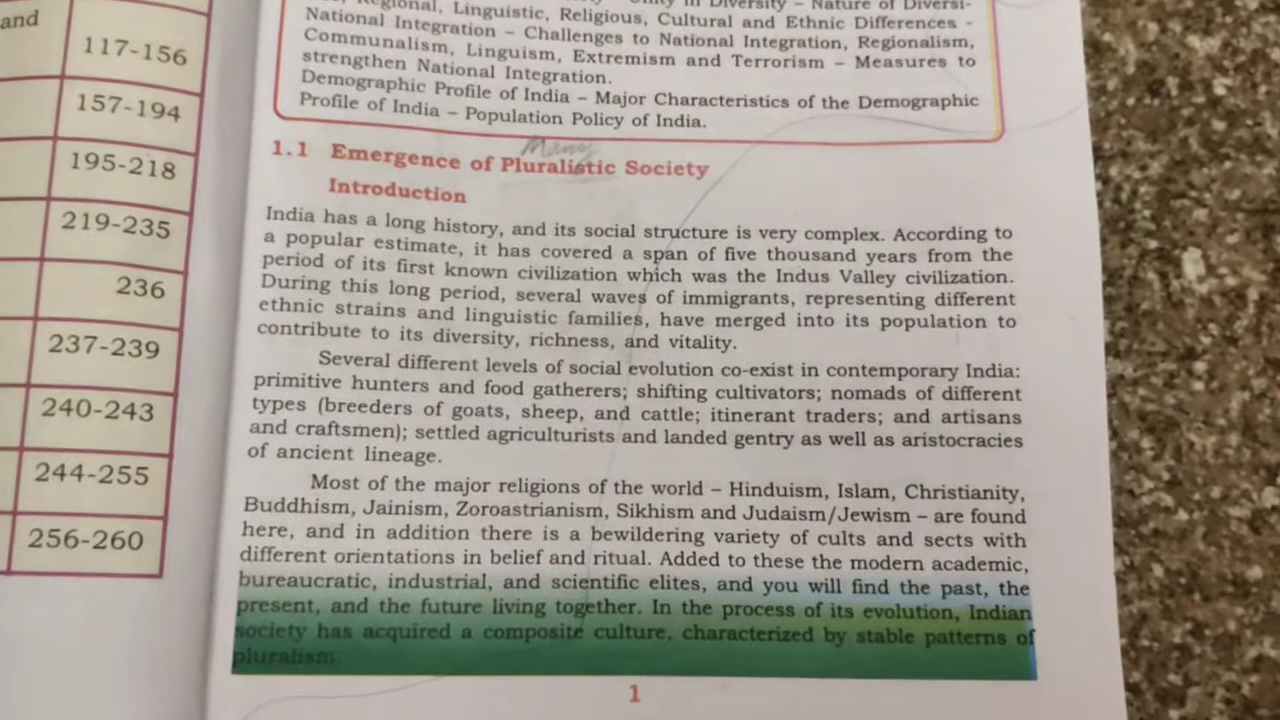 and
117-156
157-194
195-218
219-235
236
237-239
240-243
244-255
256-260
Regional, Linguistic, Religious, Cultural and Ethnic Differences -
National Integration – Challenges to National Integration, Regionalism,
Communalism, Linguism, Extremism and Terrorism – Measures to
strengthen National Integration.
Demographic Profile of India – Major Characteristics of the Demographic
Profile of India – Population Policy of India.
1.1 Emergence of Pluralistic Society
Introduction
India has a long history, and its social structure is very complex. According to
a popular estimate, it has covered a span of five thousand years from the
period of its first known civilization which was the Indus Valley civilization.
During this long period, several waves of immigrants, representing different
ethnic strains and linguistic families, have merged into its population to
contribute to its diversity, richness, and vitality.
Several different levels of social evolution co-exist in contemporary India:
primitive hunters and food gatherers; shifting cultivators; nomads of different
types (breeders of goats, sheep, and cattle; itinerant traders; and artisans
and craftsmen); settled agriculturists and landed gentry as well as aristocracies
of ancient lineage.
Most of the major religions of the world – Hinduism, Islam, Christianity,
Buddhism, Jainism, Zoroastrianism, Sikhism and Judaism/Jewism – are found
here, and in addition there is a bewildering variety of cults and sects with
different orientations in belief and ritual. Added to these the modern academic,
bureaucratic, industrial, and scientific elites, and you will find the past, the
present, and the future living together. In the process of its evolution, Indian
society has acquired a composite culture, characterized by stable patterns of
pluralism.
1